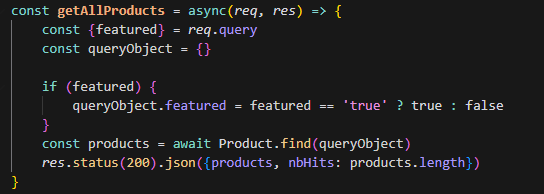 const getAllProducts = async(req, res) => {
    const {featured} = req.query
    const queryObject = {}

    if (featured) {
        queryObject.featured = featured == 'true' ? true : false
    }
    const products = await Product.find(queryObject)
    res.status(200).json({products, nbHits: products.length})
}